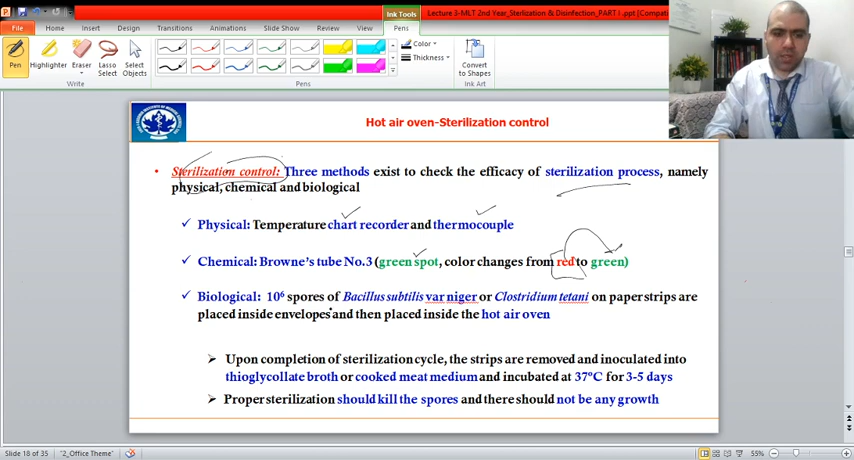 Ink Tools
Lecture 3-MLT 2nd Year_Sterlization & Disinfection_PART I .ppt [Compati
File
Home
Insert
Design
Transitions
Animations
Slide Show
Review
View
Pens
Pen
Highlighter
Eraser
Lasso
Select
Select
Objects
Color
Thickness
Convert
to Shapes
Write
Pens
Ink Art
Hot air oven-Sterilization control
• Sterilization control: Three methods exist to check the efficacy of sterilization process, namely
physical, chemical and biological
✓ Physical: Temperature chart recorder and thermocouple
✓ Chemical: Browne's tube No.3 (green spot, color changes from red to green)
✓ Biological: 10⁶ spores of Bacillus subtilis var niger or Clostridium tetani on paper strips are
placed inside envelopes and then placed inside the hot air oven
➢ Upon completion of sterilization cycle, the strips are removed and inoculated into
thioglycollate broth or cooked meat medium and incubated at 37ºC for 3-5 days
➢ Proper sterilization should kill the spores and there should not be any growth
Slide 18 of 35
"2_Office Theme"
55%